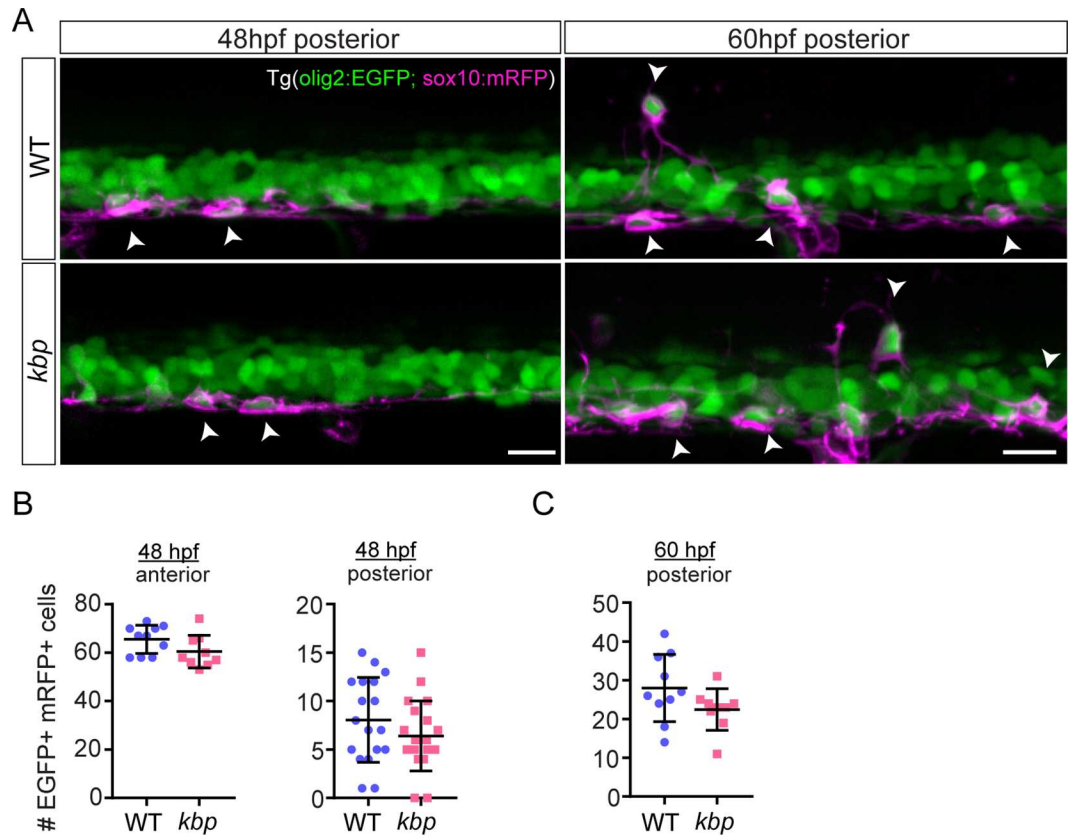 A
48hpf posterior
60hpf posterior
WT
Tg(olig2:EGFP; sox10:mRFP)
kbp
B
C
# EGFP+ mRFP+ cells
48 hpf
anterior
80
60
40
20
0
WT kbp
48 hpf
posterior
20
15
10
5
0
WT kbp
60 hpf
posterior
50
40
30
20
10
0
WT kbp